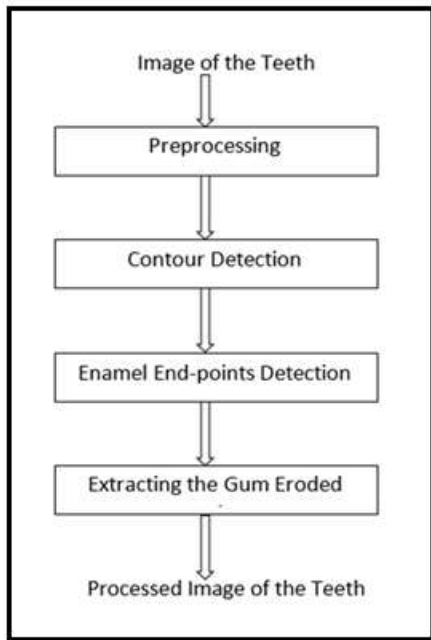 Image of the Teeth
Preprocessing
Contour Detection
Enamel End-points Detection
Extracting the Gum Eroded
Processed Image of the Teeth